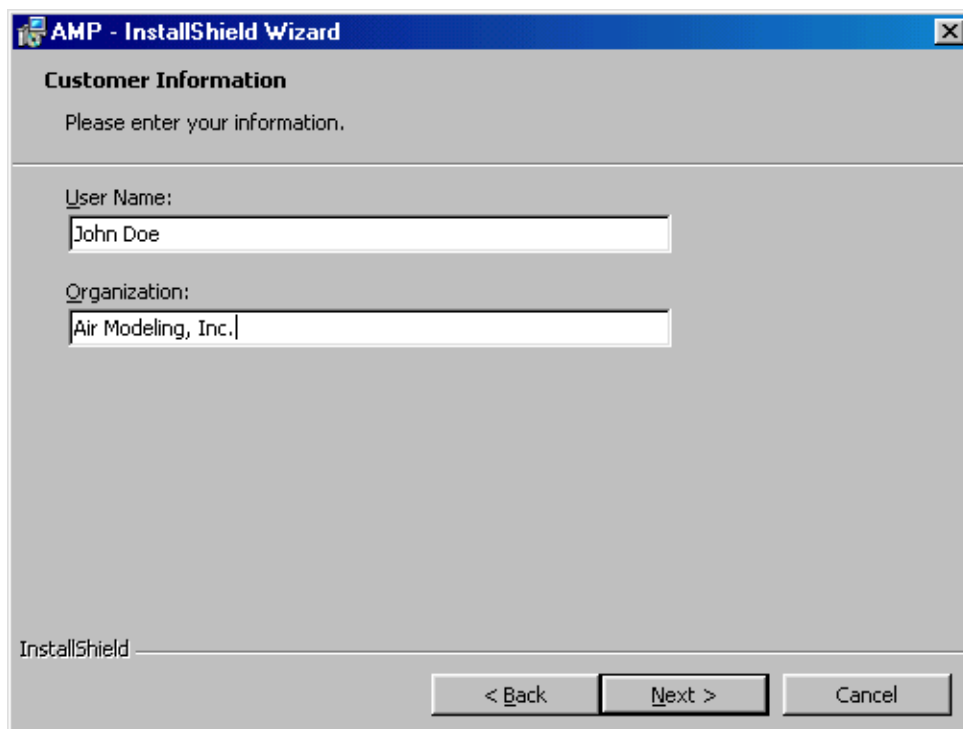 AMP - InstallShield Wizard
Customer Information
Please enter your information.
User Name:
John Doe
Organization:
Air Modeling, Inc.
InstallShield
< Back Next > Cancel